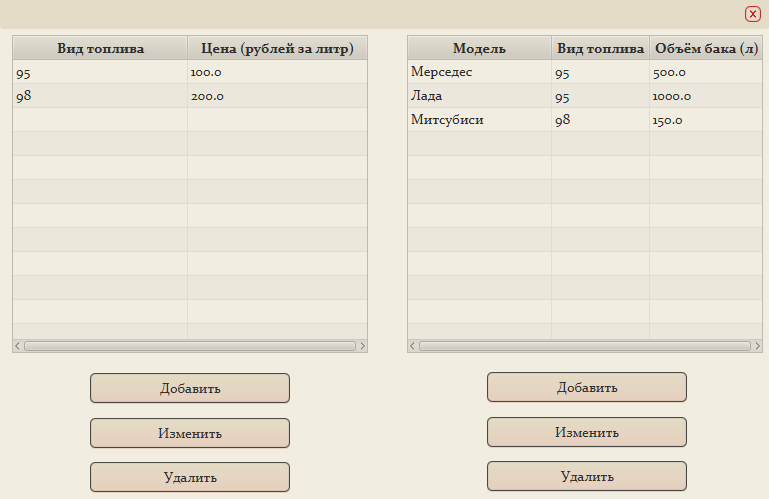 Вид топлива Цена (рублей за литр)
95 100.0
98 200.0
Модель Вид топлива Объём бака (л)
Мерседес 95 500.0
Лада 95 1000.0
Митсубиси 98 150.0
Добавить
Изменить
Удалить
Добавить
Изменить
Удалить